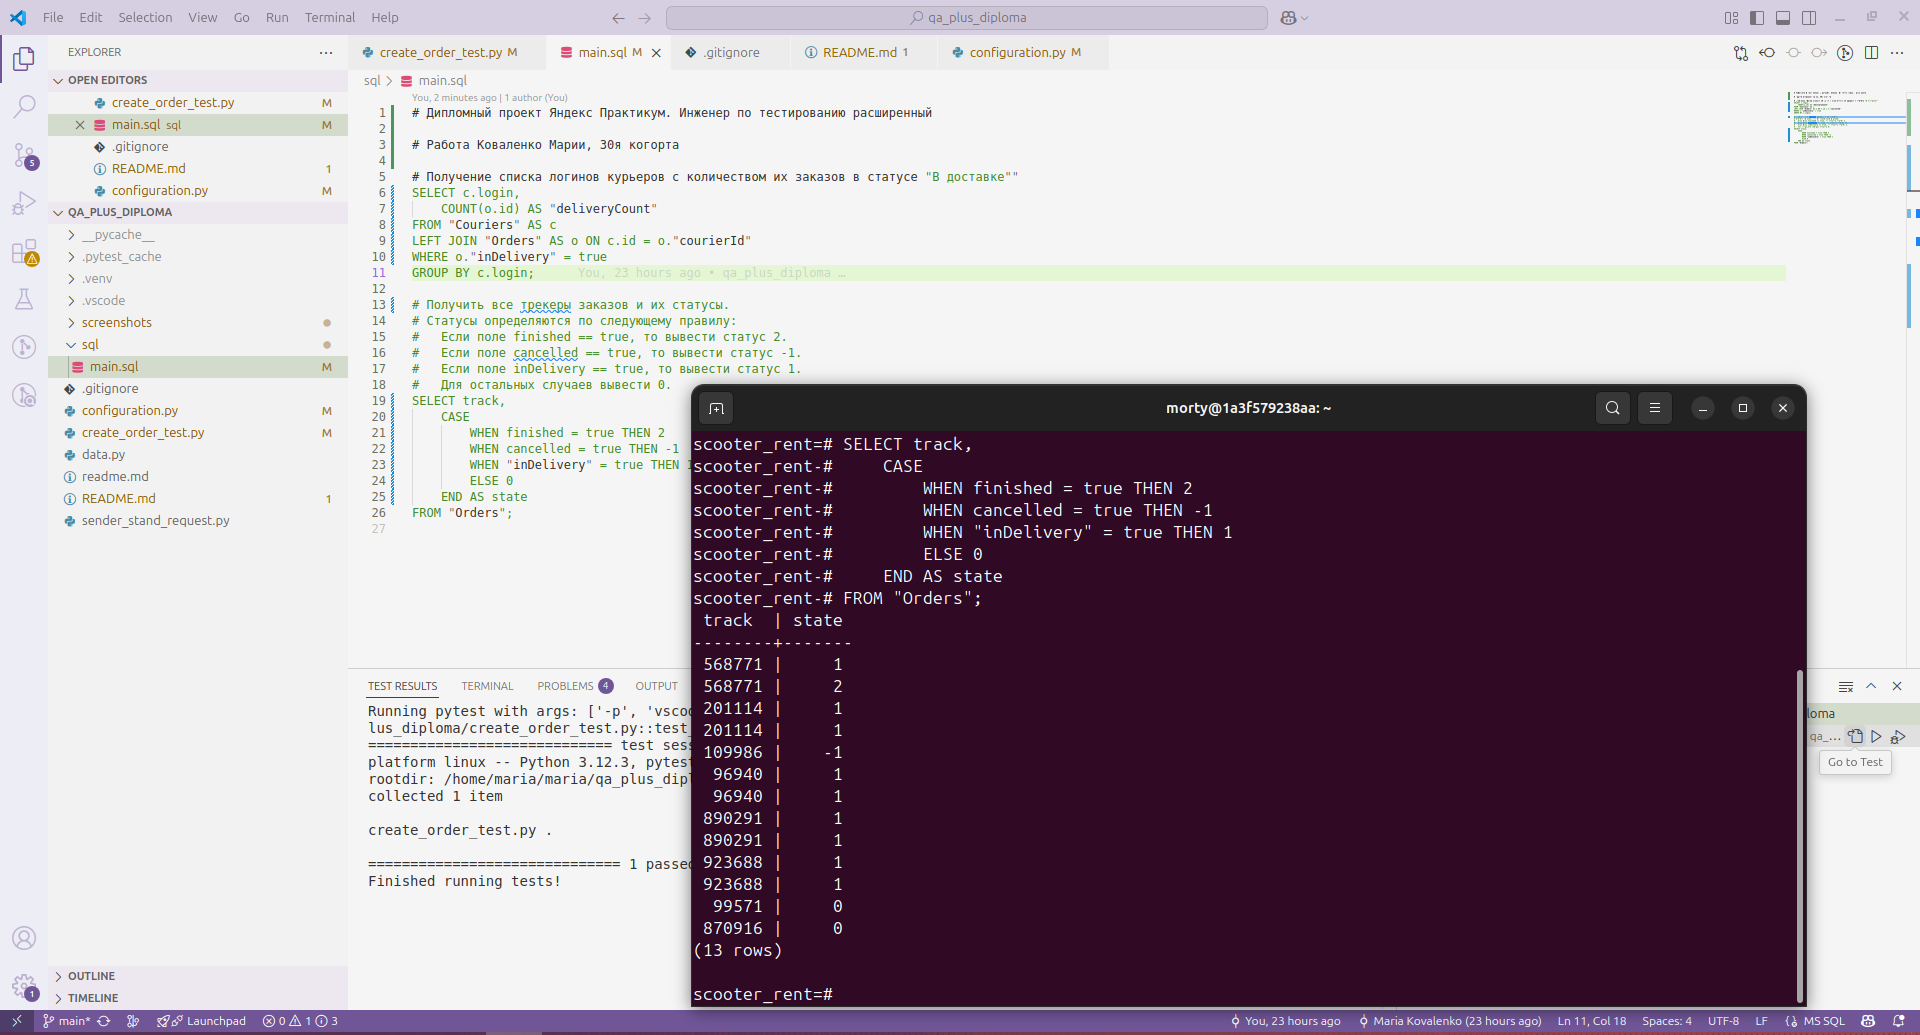 File Edit Selection View Go Run Terminal Help
qa_plus_diploma
EXPLORER
OPEN EDITORS
create_order_test.py M
main.sql sql M
.gitignore
README.md 1
configuration.py M
QA_PLUS_DIPLOMA
__pycache__
.pytest_cache
.venv
.vscode
screenshots
sql
main.sql M
.gitignore
configuration.py M
create_order_test.py M
data.py
readme.md
README.md 1
sender_stand_request.py
OUTLINE
TIMELINE
5
1
create_order_test.py M main.sql M .gitignore README.md 1 configuration.py M
sql > main.sql
You, 2 minutes ago | 1 author (You)
1 # Дипломный проект Яндекс Практикум. Инженер по тестированию расширенный
2
3 # Работа Коваленко Марии, 30я когорта
4
5 # Получение списка логинов курьеров с количеством их заказов в статусе "В доставке""
6 SELECT c.login,
7 COUNT(o.id) AS "deliveryCount"
8 FROM "Couriers" AS c
9 LEFT JOIN "Orders" AS o ON c.id = o."courierId"
10 WHERE o."inDelivery" = true
11 GROUP BY c.login; You, 23 hours ago • qa_plus_diploma …
12
13 # Получить все трекеры заказов и их статусы.
14 # Статусы определяются по следующему правилу:
15 # Если поле finished == true, то вывести статус 2.
16 # Если поле cancelled == true, то вывести статус -1.
17 # Если поле inDelivery == true, то вывести статус 1.
18 # Для остальных случаев вывести 0.
19 SELECT track,
20 CASE
21 WHEN finished = true THEN 2
22 WHEN cancelled = true THEN -1
23 WHEN "inDelivery" = true THEN
24 ELSE 0
25 END AS state
26 FROM "Orders";
27
morty@1a3f579238aa: ~
scooter_rent=# SELECT track,
scooter_rent-# CASE
scooter_rent-# WHEN finished = true THEN 2
scooter_rent-# WHEN cancelled = true THEN -1
scooter_rent-# WHEN "inDelivery" = true THEN 1
scooter_rent-# ELSE 0
scooter_rent-# END AS state
scooter_rent-# FROM "Orders";
track | state
--------+-------
568771 | 1
568771 | 2
201114 | 1
201114 | 1
109986 | -1
96940 | 1
96940 | 1
890291 | 1
890291 | 1
923688 | 1
923688 | 1
99571 | 0
870916 | 0
(13 rows)
scooter_rent=#
TEST RESULTS TERMINAL PROBLEMS 4 OUTPUT
Running pytest with args: ['-p', 'vsco
lus_diploma/create_order_test.py::test_
============================= test ses
platform linux -- Python 3.12.3, pytest
rootdir: /home/maria/maria/qa_plus_dipl
collected 1 item
create_order_test.py .
============================== 1 passe
Finished running tests!
loma
qa_...
Go to Test
main* Launchpad 0 1 3 You, 23 hours ago Maria Kovalenko (23 hours ago) Ln 11, Col 18 Spaces: 4 UTF-8 LF MS SQL